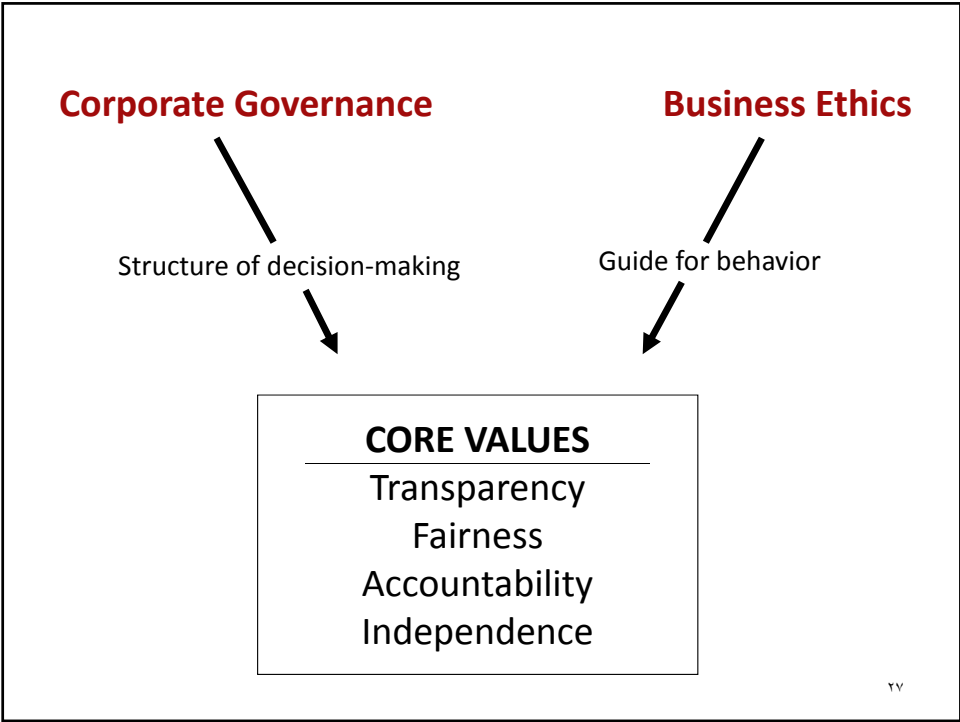 Corporate Governance
Business Ethics
Structure of decision-making
Guide for behavior
CORE VALUES
Transparency
Fairness
Accountability
Independence
٢٧